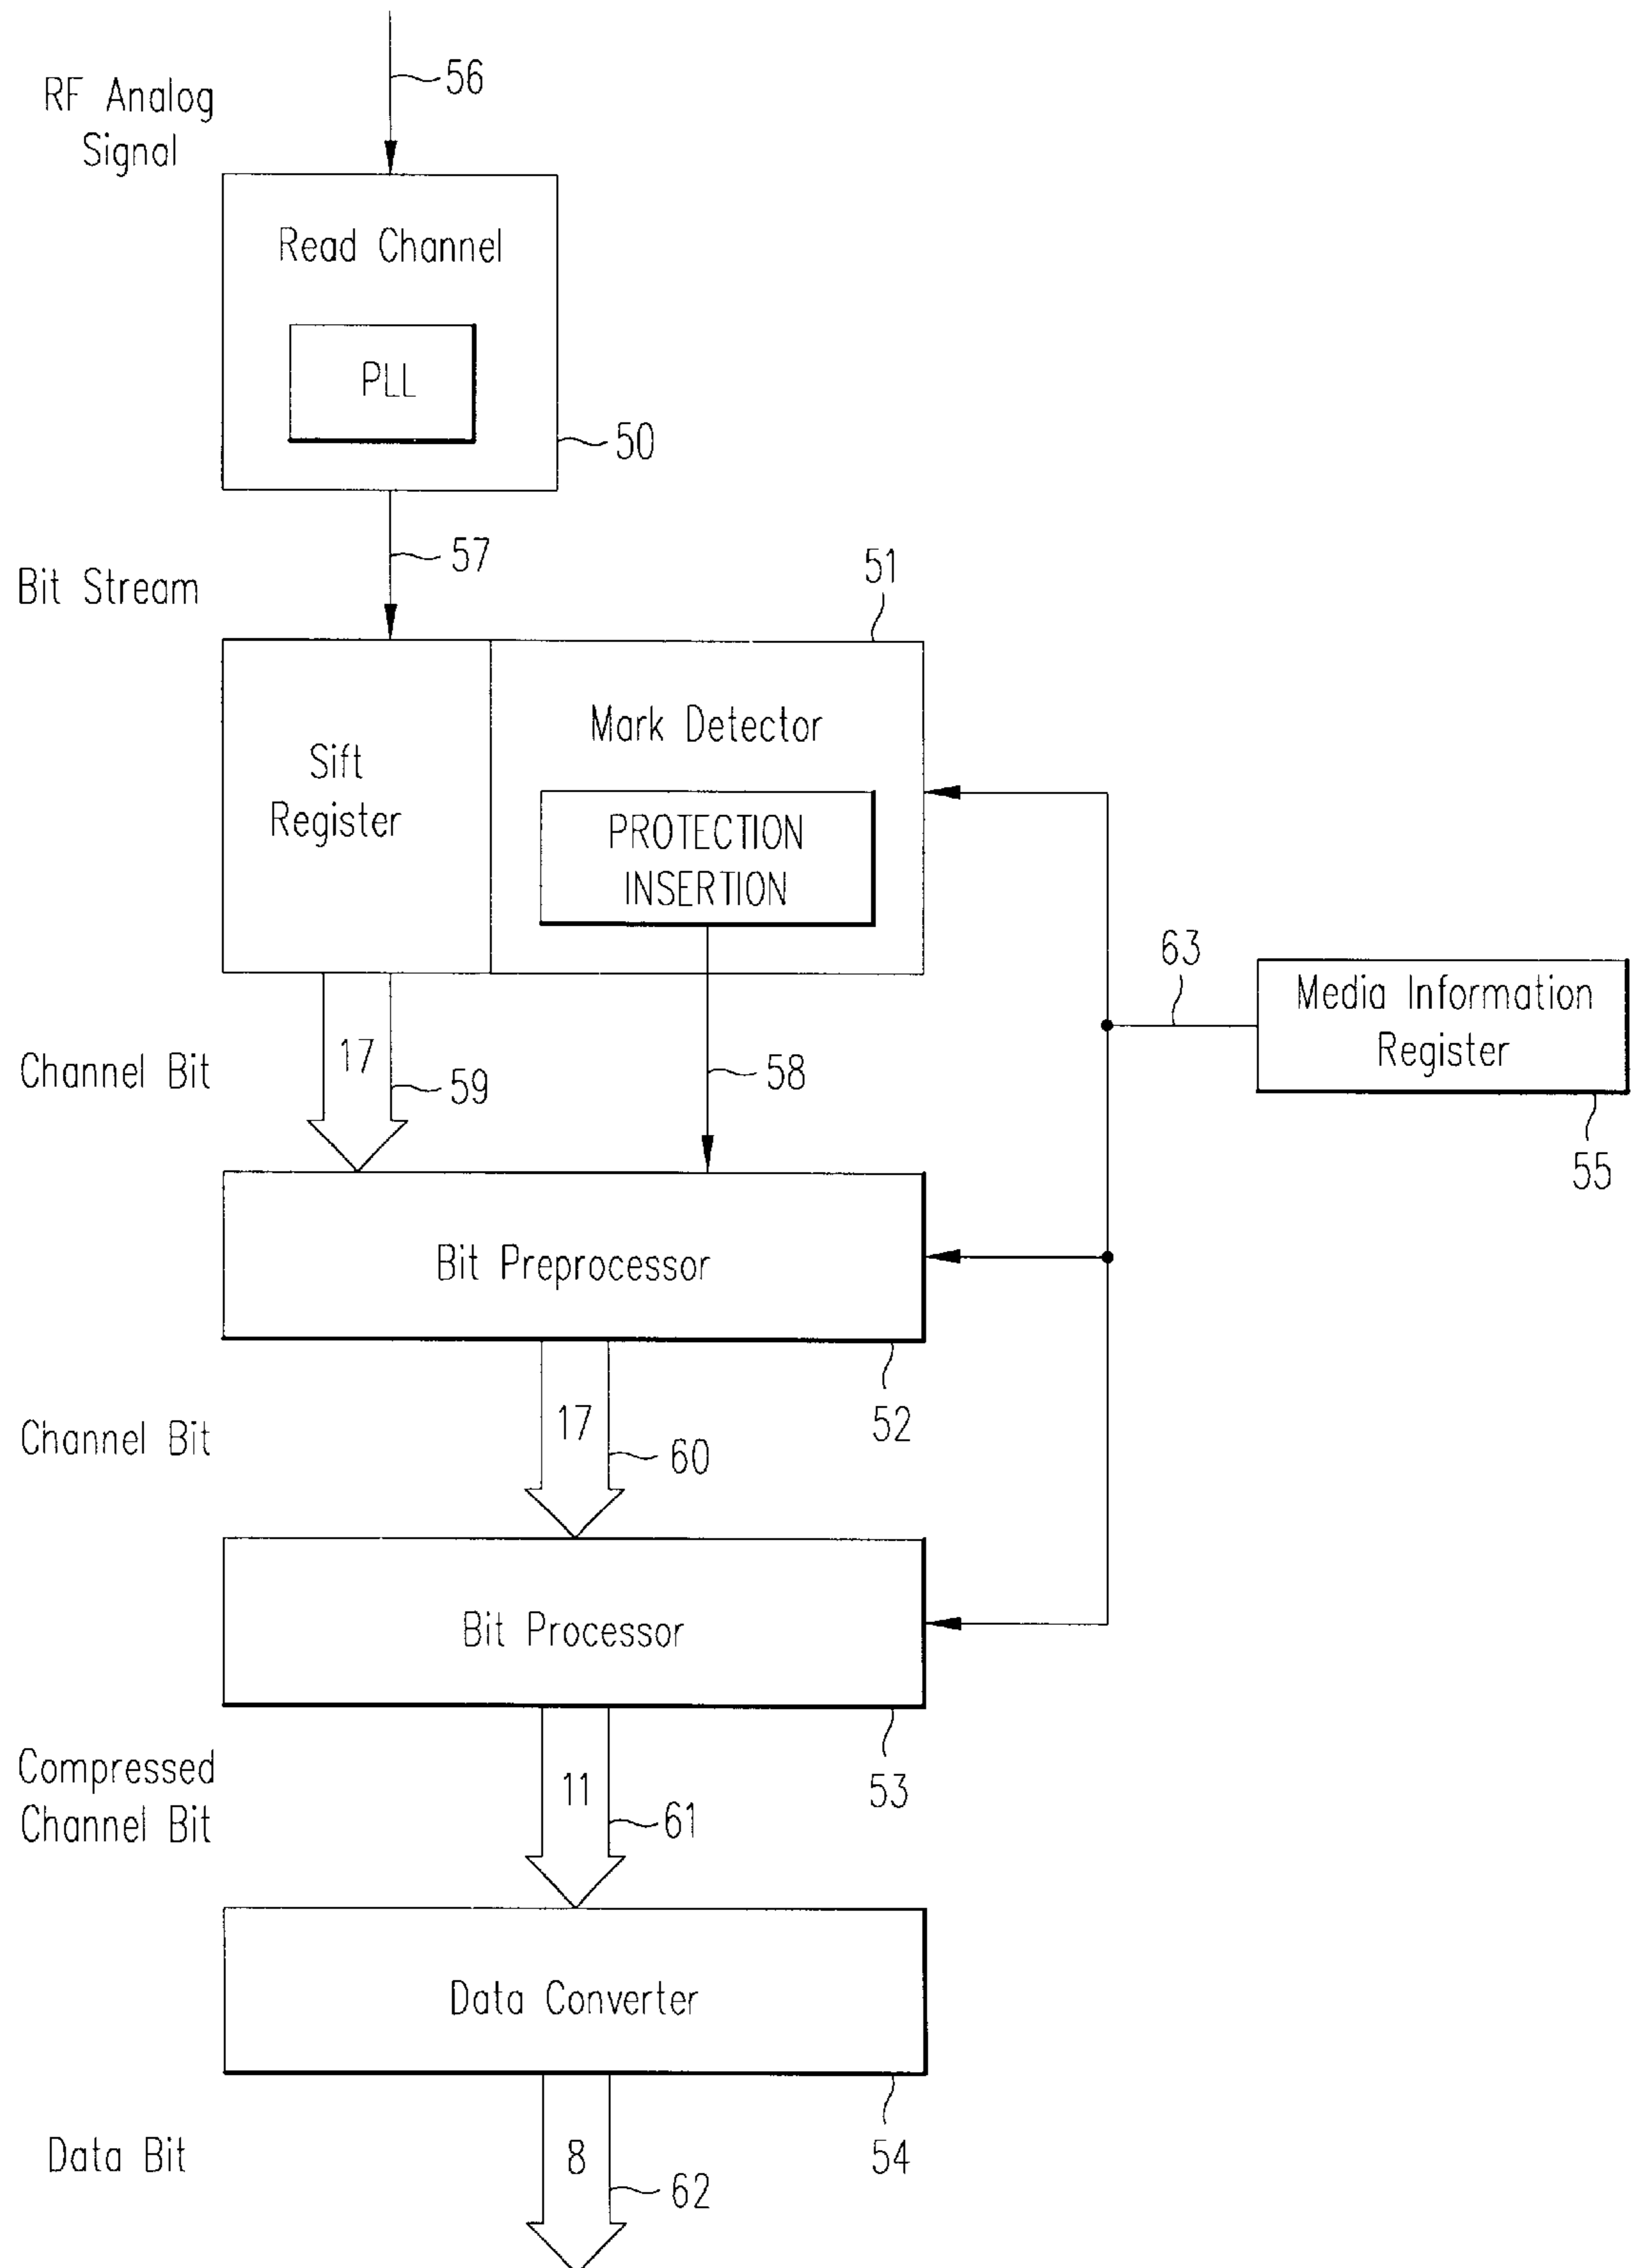 56
RF Analog
Signal
Read Channel
PLL
50
57
Bit Stream
51
Mark Detector
Sift
Register
PROTECTION
INSERTION
63
Media Information
Register
55
Channel Bit
17
59
58
Bit Preprocessor
52
Channel Bit
17
60
Bit Processor
53
Compressed
Channel Bit
11
61
Data Converter
54
Data Bit
8
62